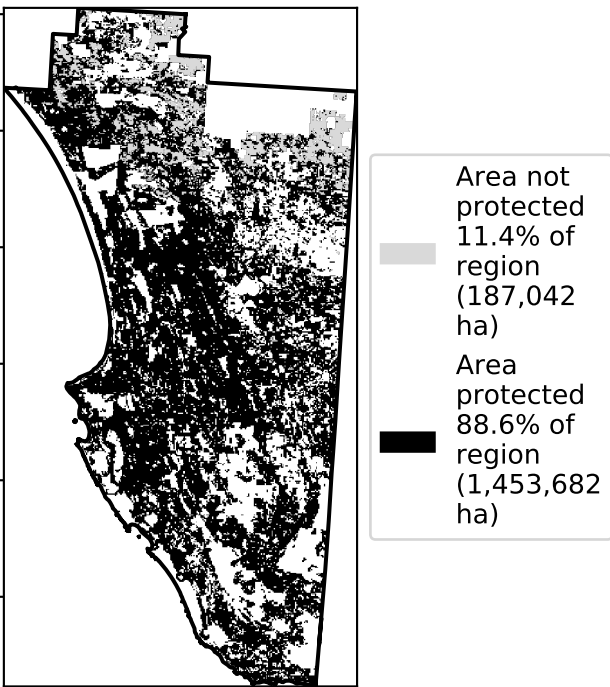 Area not
protected
11.4% of
region
(187,042
ha)
Area
protected
88.6% of
region
(1,453,682
ha)